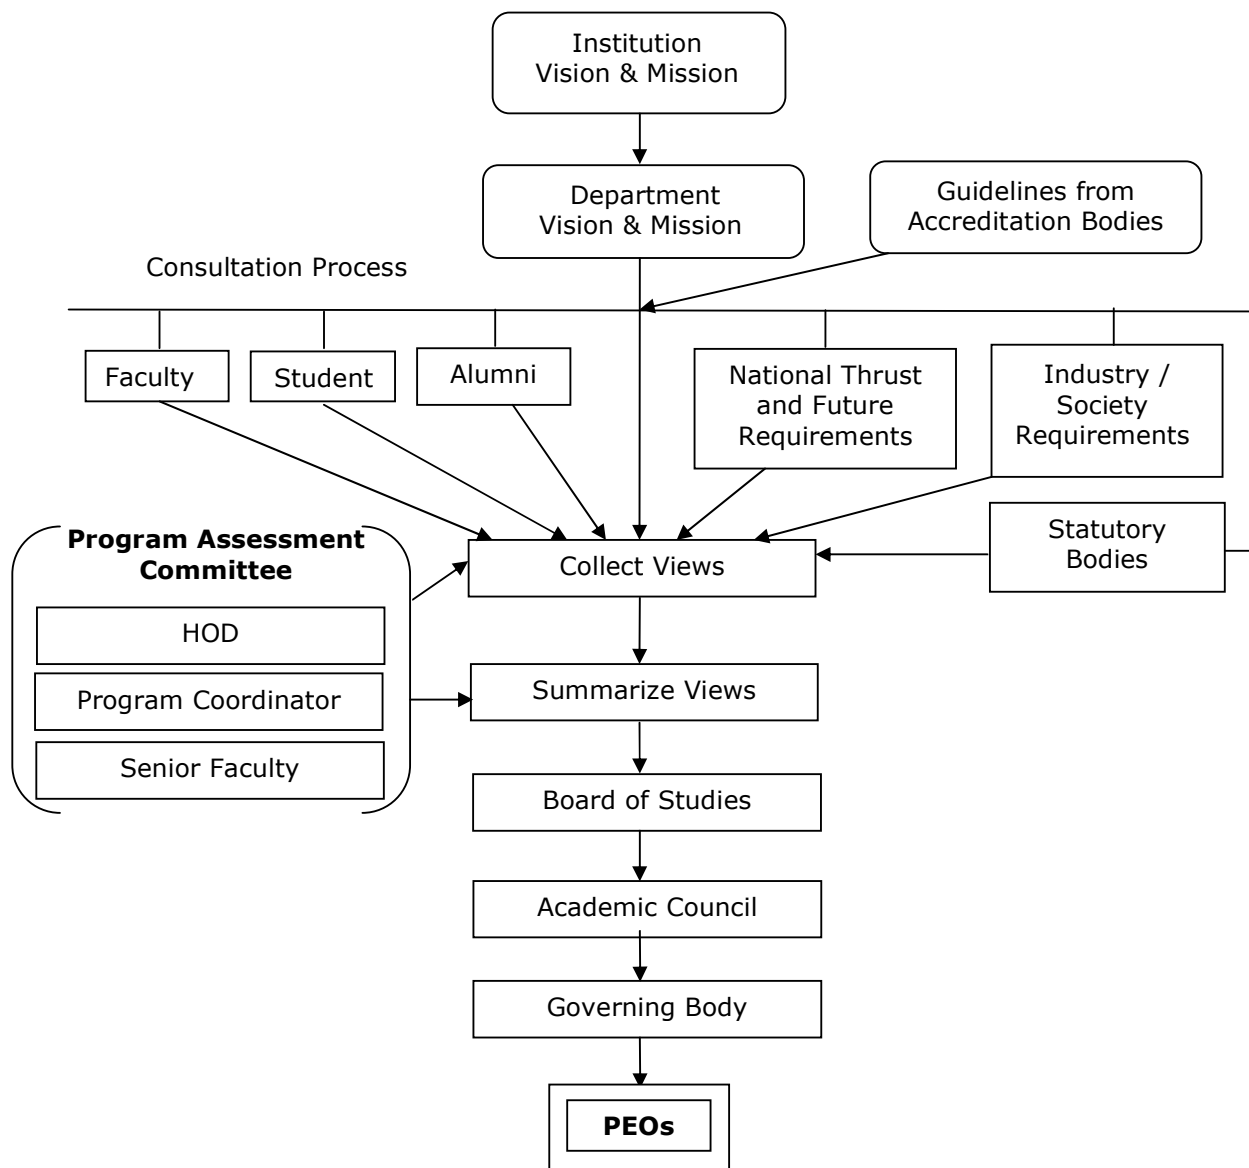 Institution
Vision & Mission
Department
Vision & Mission
Guidelines from
Accreditation Bodies
Consultation Process
Faculty
Student
Alumni
National Thrust
and Future
Requirements
Industry /
Society
Requirements
Program Assessment
Committee
HOD
Program Coordinator
Senior Faculty
Collect Views
Statutory
Bodies
Summarize Views
Board of Studies
Academic Council
Governing Body
PEOs